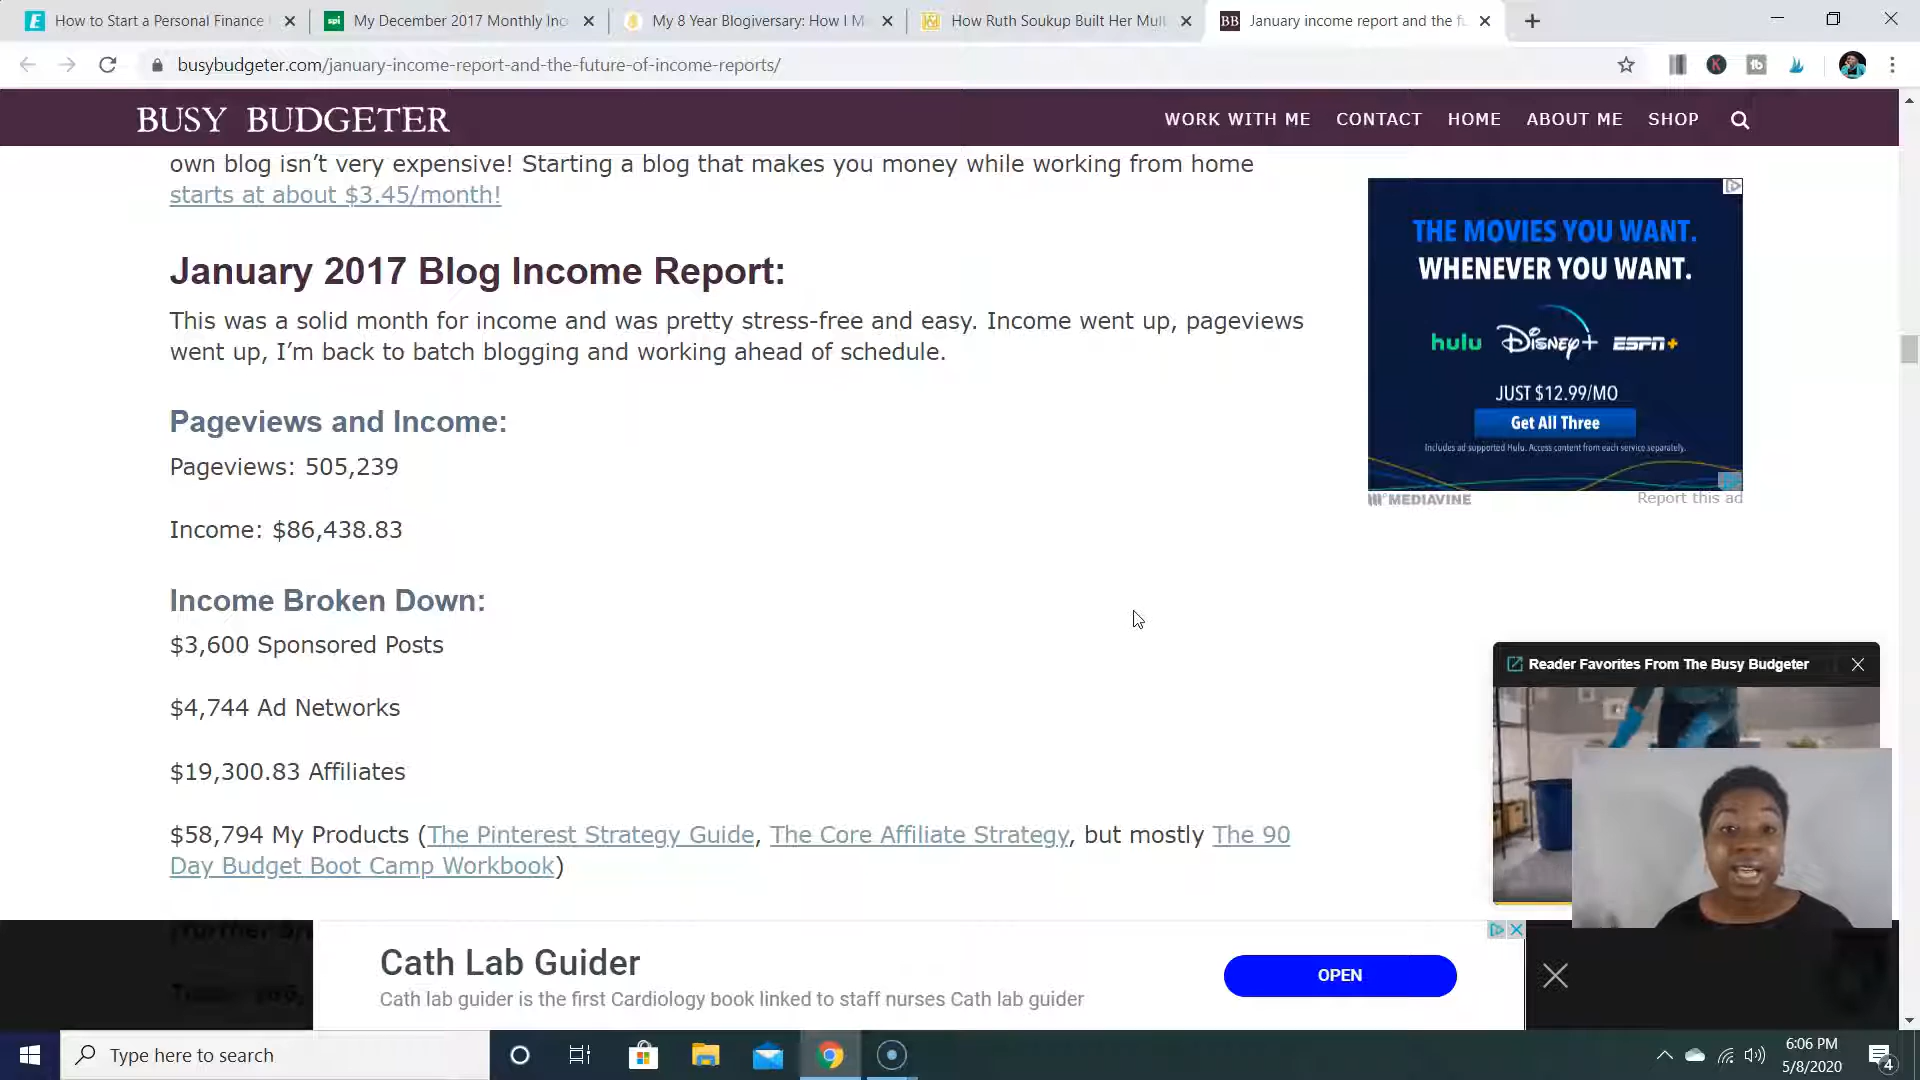 How to Start a Personal Finance
My December 2017 Monthly Inc
My 8 Year Blogiversary: How I M
How Ruth Soukup Built Her Mul
January income report and the fu
busybudgeter.com/january-income-report-and-the-future-of-income-reports/
BUSY BUDGETER
WORK WITH ME CONTACT HOME ABOUT ME SHOP
own blog isn’t very expensive! Starting a blog that makes you money while working from home
starts at about $3.45/month!
January 2017 Blog Income Report:
This was a solid month for income and was pretty stress-free and easy. Income went up, pageviews
went up, I’m back to batch blogging and working ahead of schedule.
Pageviews and Income:
Pageviews: 505,239
Income: $86,438.83
Income Broken Down:
$3,600 Sponsored Posts
$4,744 Ad Networks
$19,300.83 Affiliates
$58,794 My Products (The Pinterest Strategy Guide, The Core Affiliate Strategy, but mostly The 90
Day Budget Boot Camp Workbook)
THE MOVIES YOU WANT.
WHENEVER YOU WANT.
hulu Disney+ ESPN+
JUST $12.99/MO
Get All Three
Includes ad supported Hulu. Access content from each service separately.
MEDIAVINE
Report this ad
Reader Favorites From The Busy Budgeter
Cath Lab Guider
Cath lab guider is the first Cardiology book linked to staff nurses Cath lab guider
OPEN
Type here to search
6:06 PM
5/8/2020
4